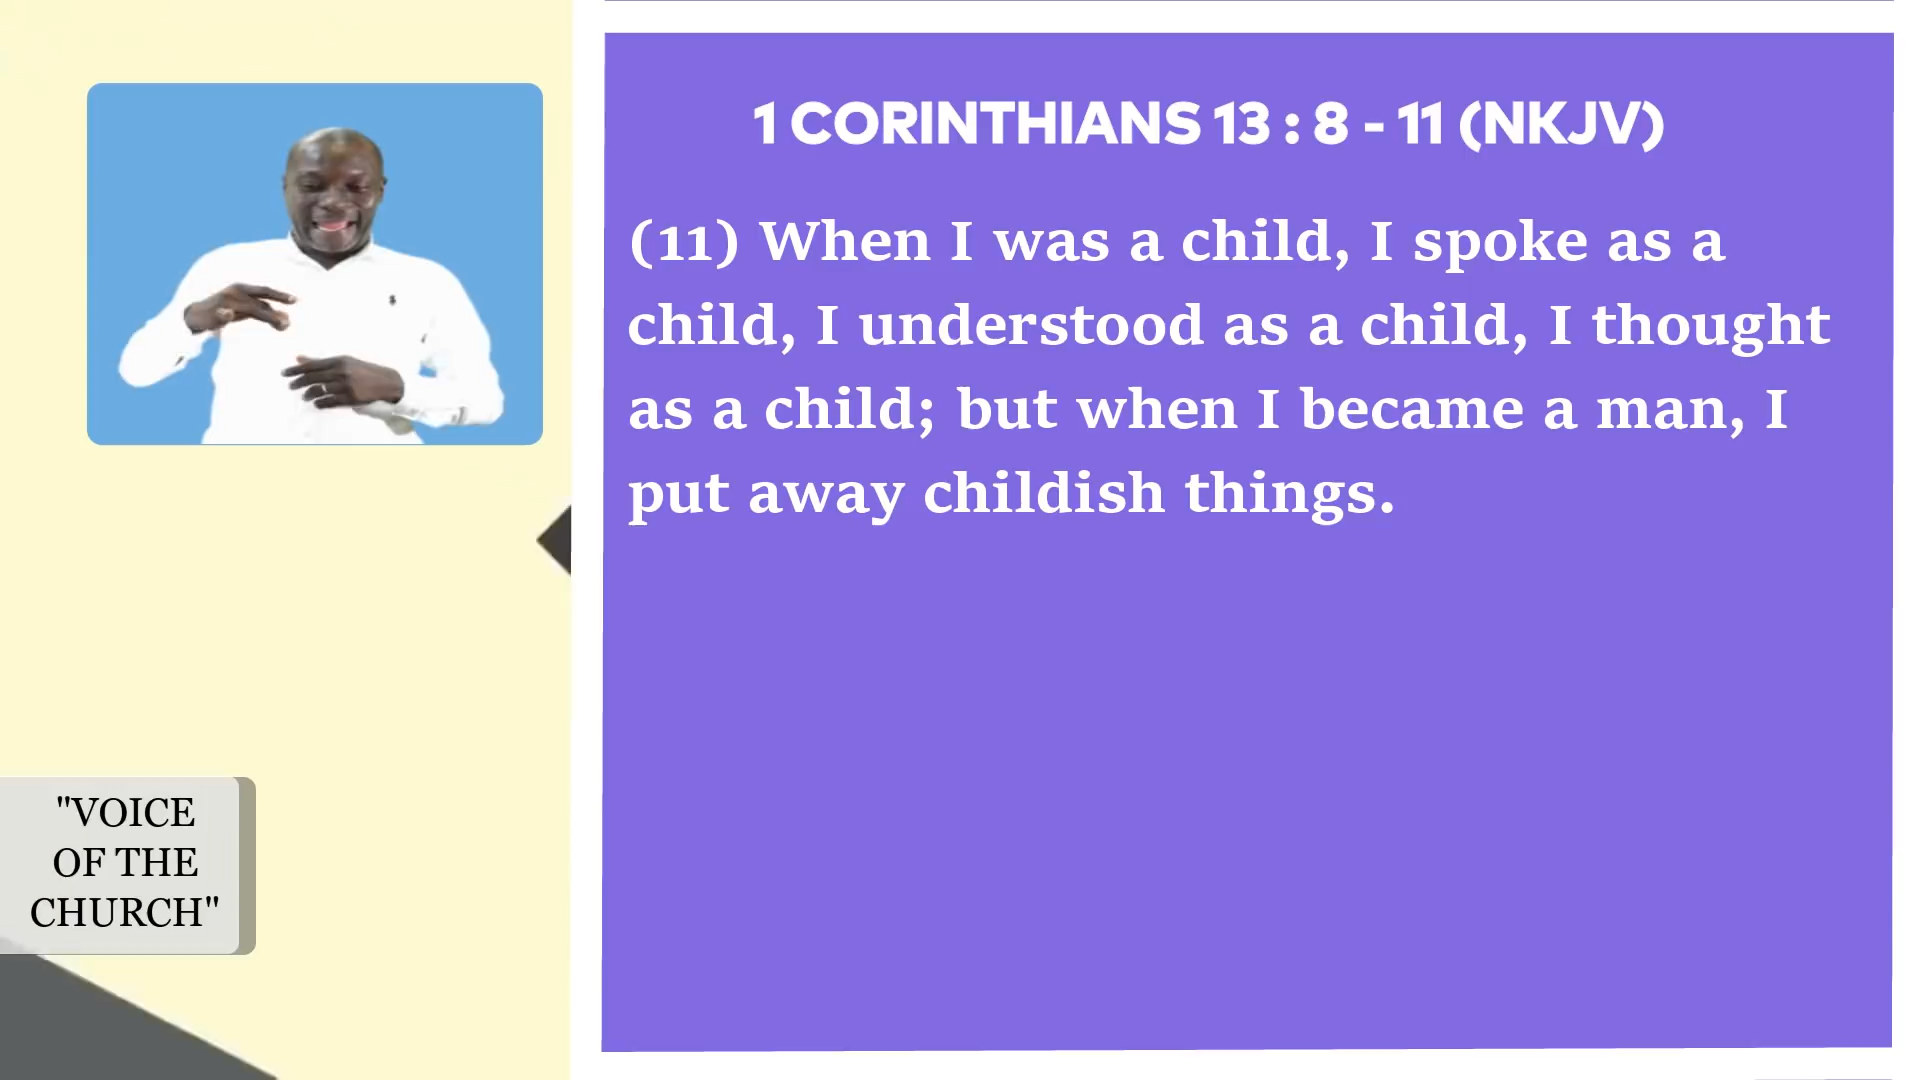 1 CORINTHIANS 13 : 8 - 11 (NKJV)
(11) When I was a child, I spoke as a
child, I understood as a child, I thought
as a child; but when I became a man, I
put away childish things.
"VOICE
OF THE
CHURCH"